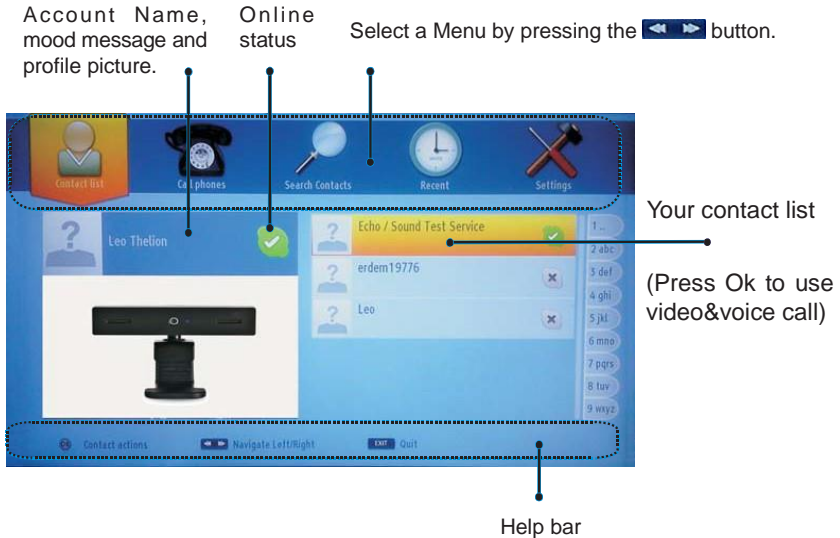 Account Name,
mood message and
profile picture.
Online
status
Select a Menu by pressing the button.
Contact list
Call phones
Search Contacts
Recent
Settings
Leo Thelion
Echo / Sound Test Service
erdem19776
Leo
1 ..
2 abc
3 def
4 ghi
5 jkl
6 mno
7 pqrs
8 tuv
9 wxyz
Your contact list
(Press Ok to use
video&voice call)
OK Contact actions
Navigate Left/Right
EXIT Quit
Help bar